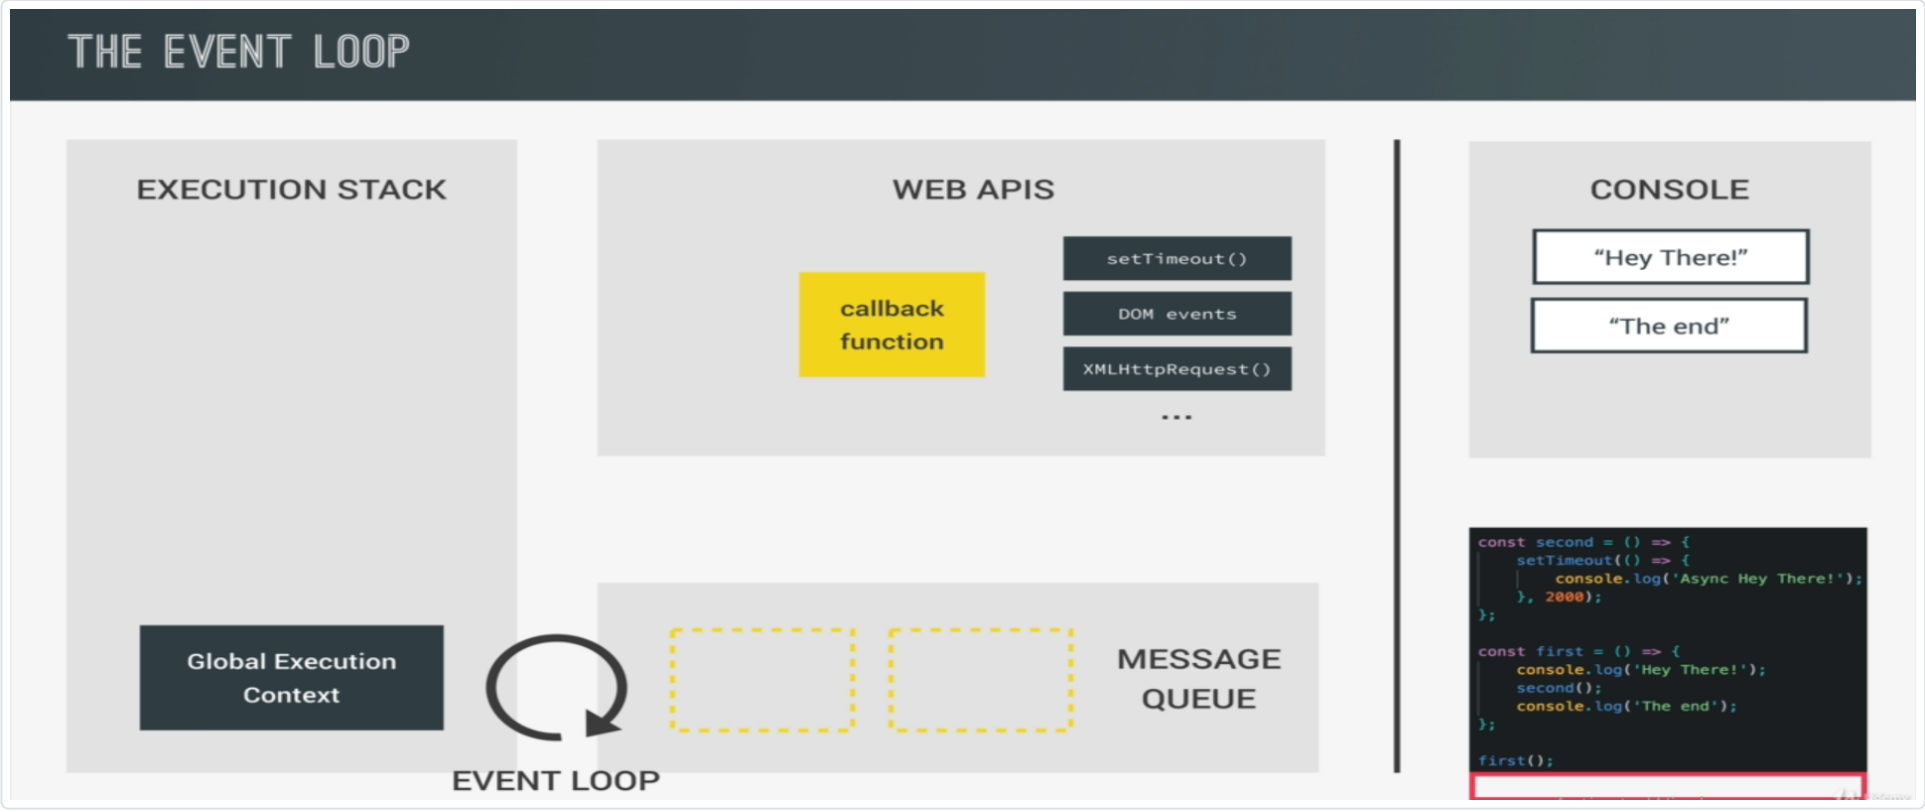 THE EVENT LOOP
EXECUTION STACK
Global Execution
Context
EVENT LOOP
WEB APIS
callback
function
setTimeout()
DOM events
XMLHttpRequest()
...
MESSAGE
QUEUE
CONSOLE
“Hey There!”
“The end”
const second = () => {
    setTimeout(() => {
        console.log('Async Hey There!');
    }, 2000);
};
const first = () => {
    console.log('Hey There!');
    second();
    console.log('The end');
};
first();